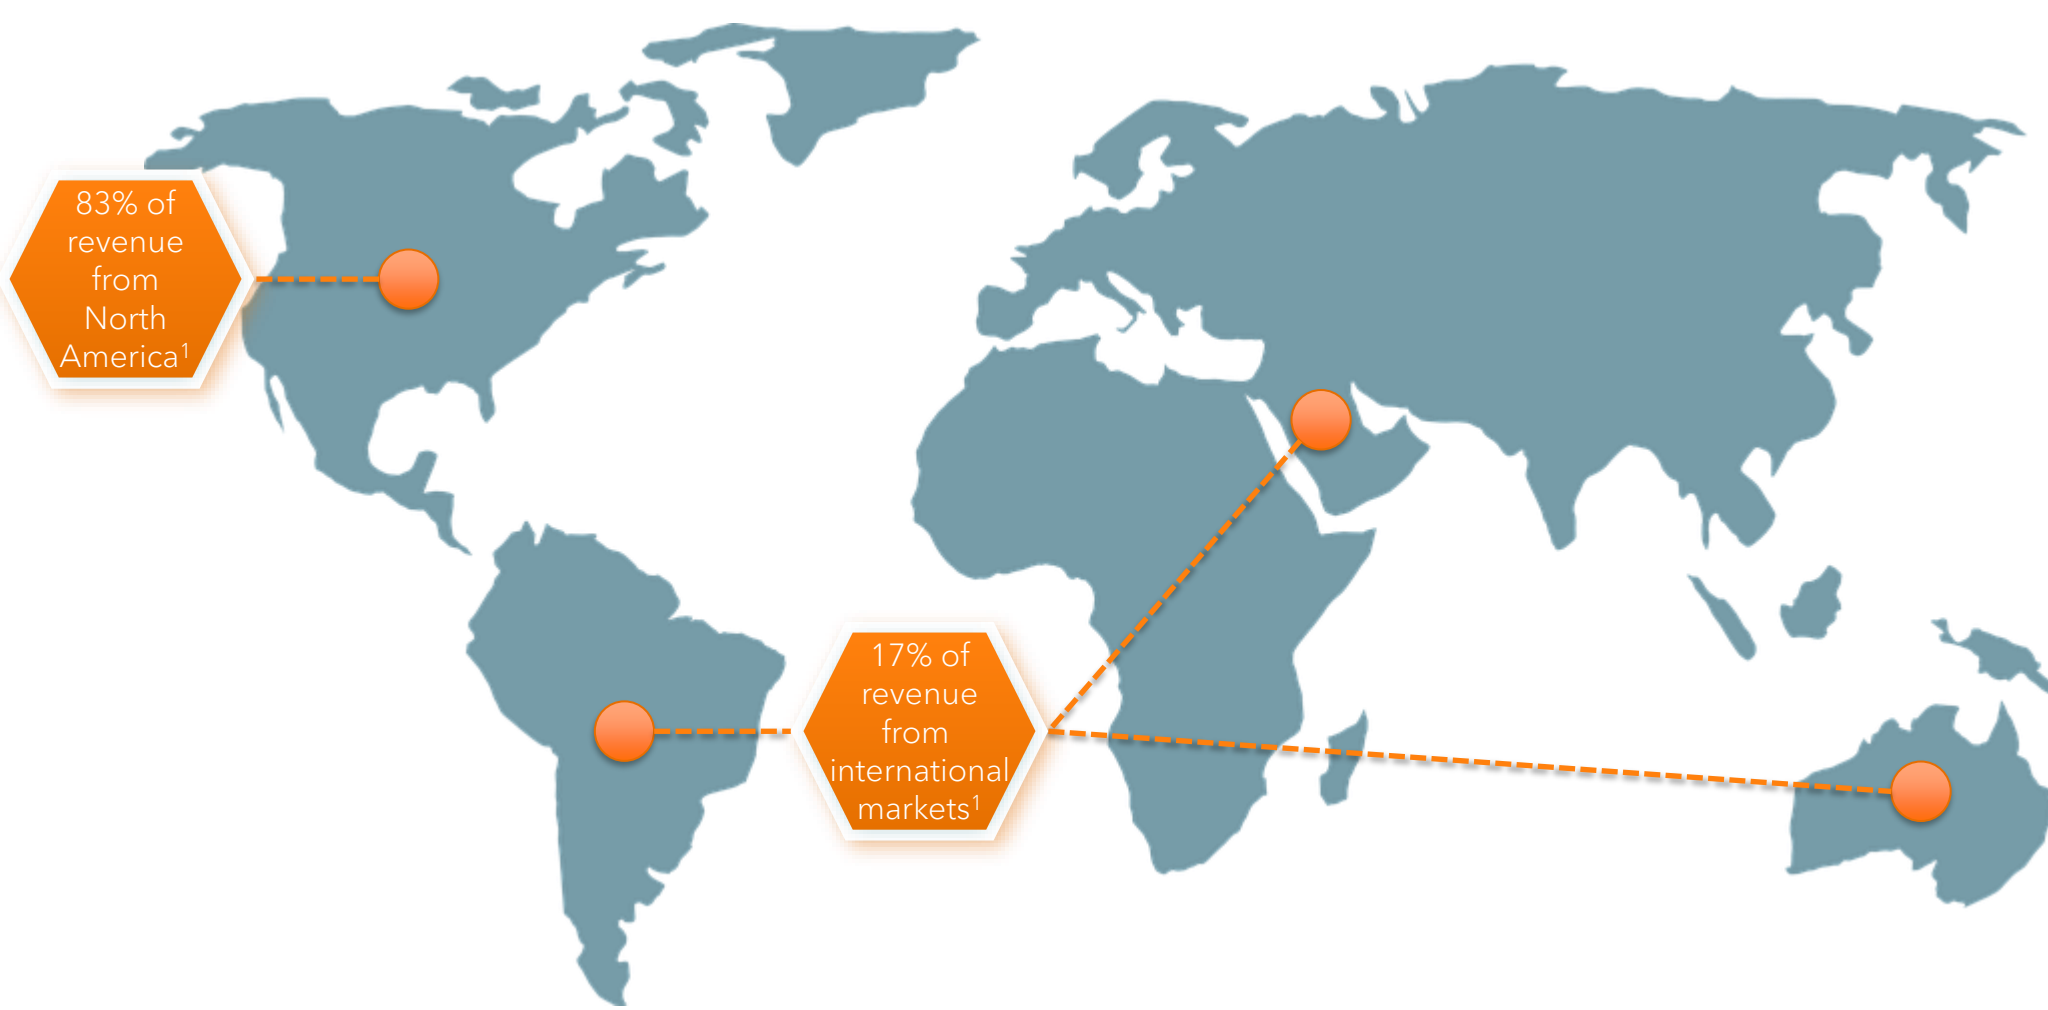 83% of
revenue
from
North
America¹
17% of
revenue
from
international
markets¹